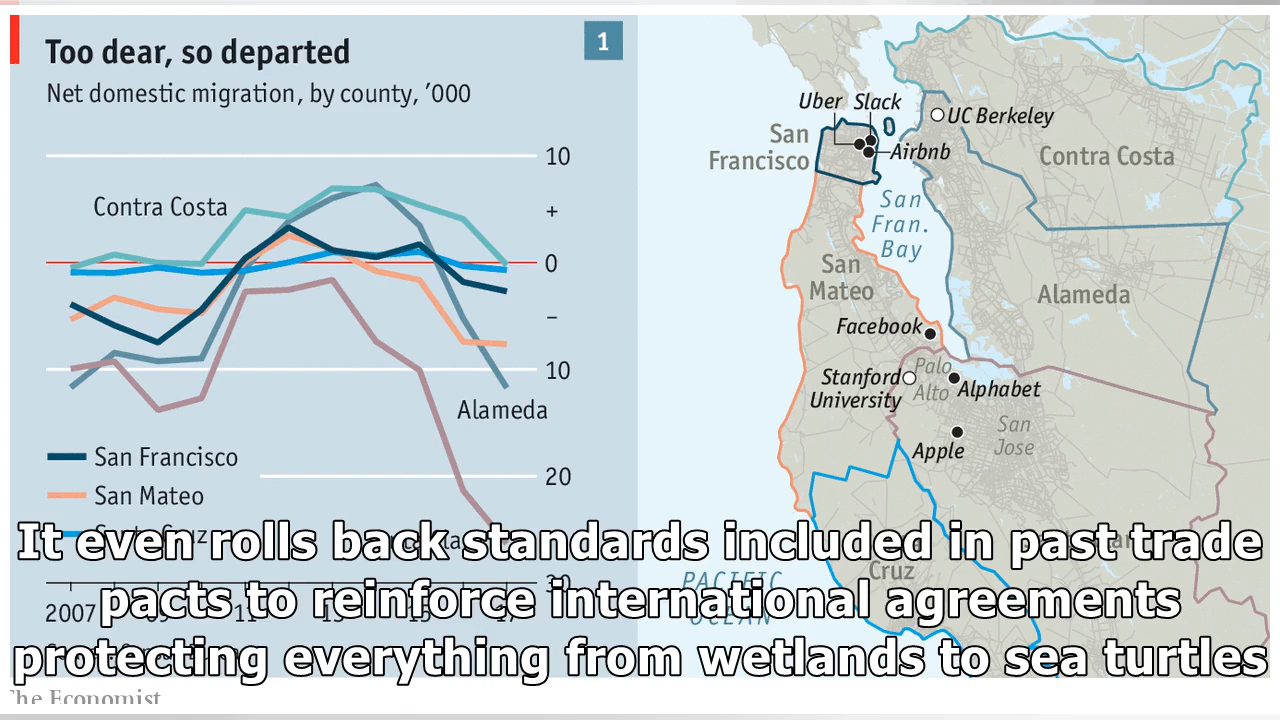 Too dear, so departed
1
Net domestic migration, by county, ’000
10
Contra Costa
+
0
–
10
Alameda
San Francisco
San Mateo
20
2007
The Economist
Uber
Slack
UC Berkeley
San
Francisco
Airbnb
Contra Costa
San
Fran.
Bay
San
Mateo
Alameda
Facebook
Stanford
University
Palo
Alto
Alphabet
San
Jose
Apple
Cruz
PACIFIC
OCEAN
It even rolls back standards included in past trade
pacts to reinforce international agreements
protecting everything from wetlands to sea turtles